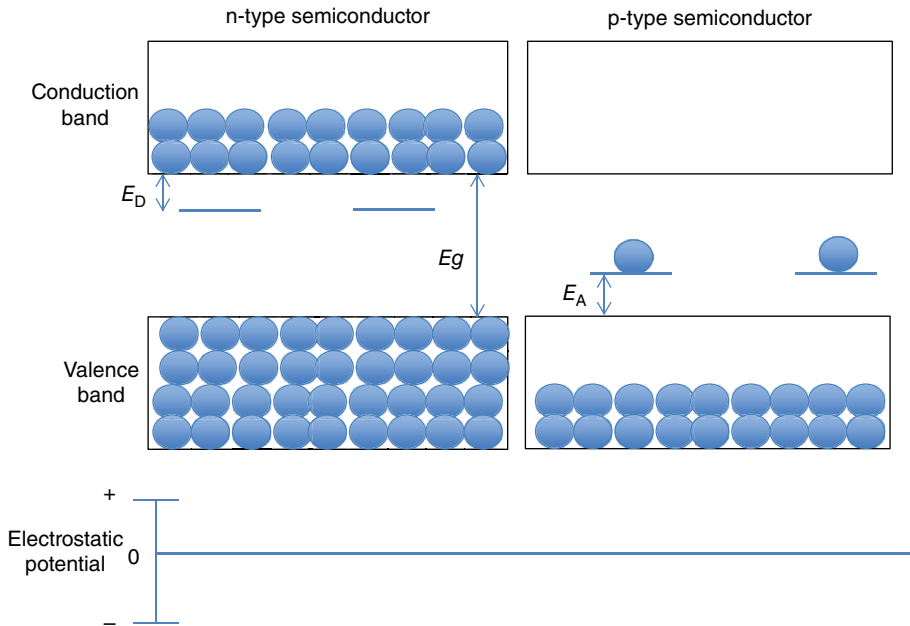 n-type semiconductor
p-type semiconductor
Conduction
band
E_D
Eg
E_A
Valence
band
+
Electrostatic
potential
0
–